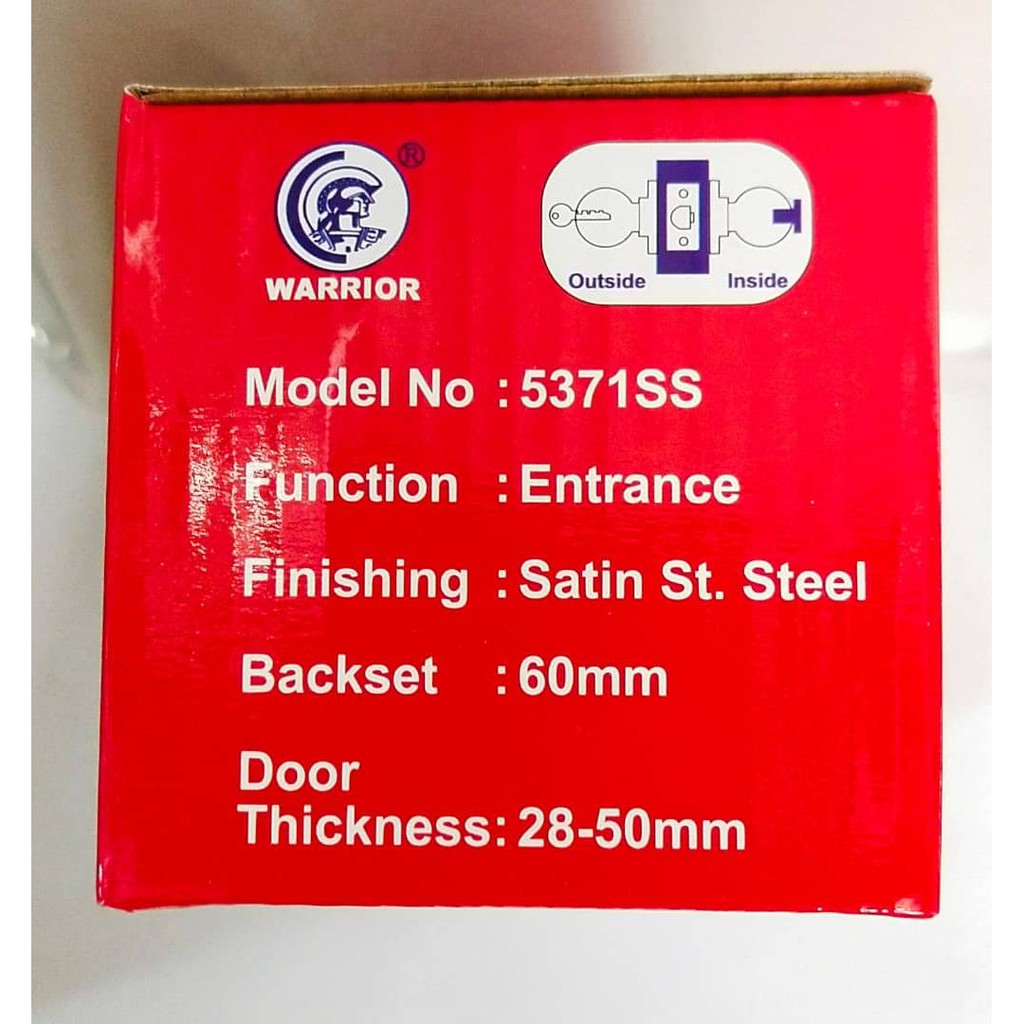 ®
WARRIOR
Outside Inside
Model No : 5371SS
Function : Entrance
Finishing : Satin St. Steel
Backset : 60mm
Door
Thickness: 28-50mm